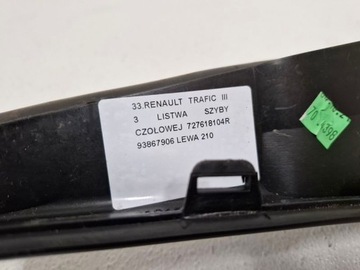 33.RENAULT TRAFIC III
3 LISTWA SZYBY
CZOŁOWEJ 727618104R
93867906 LEWA 210